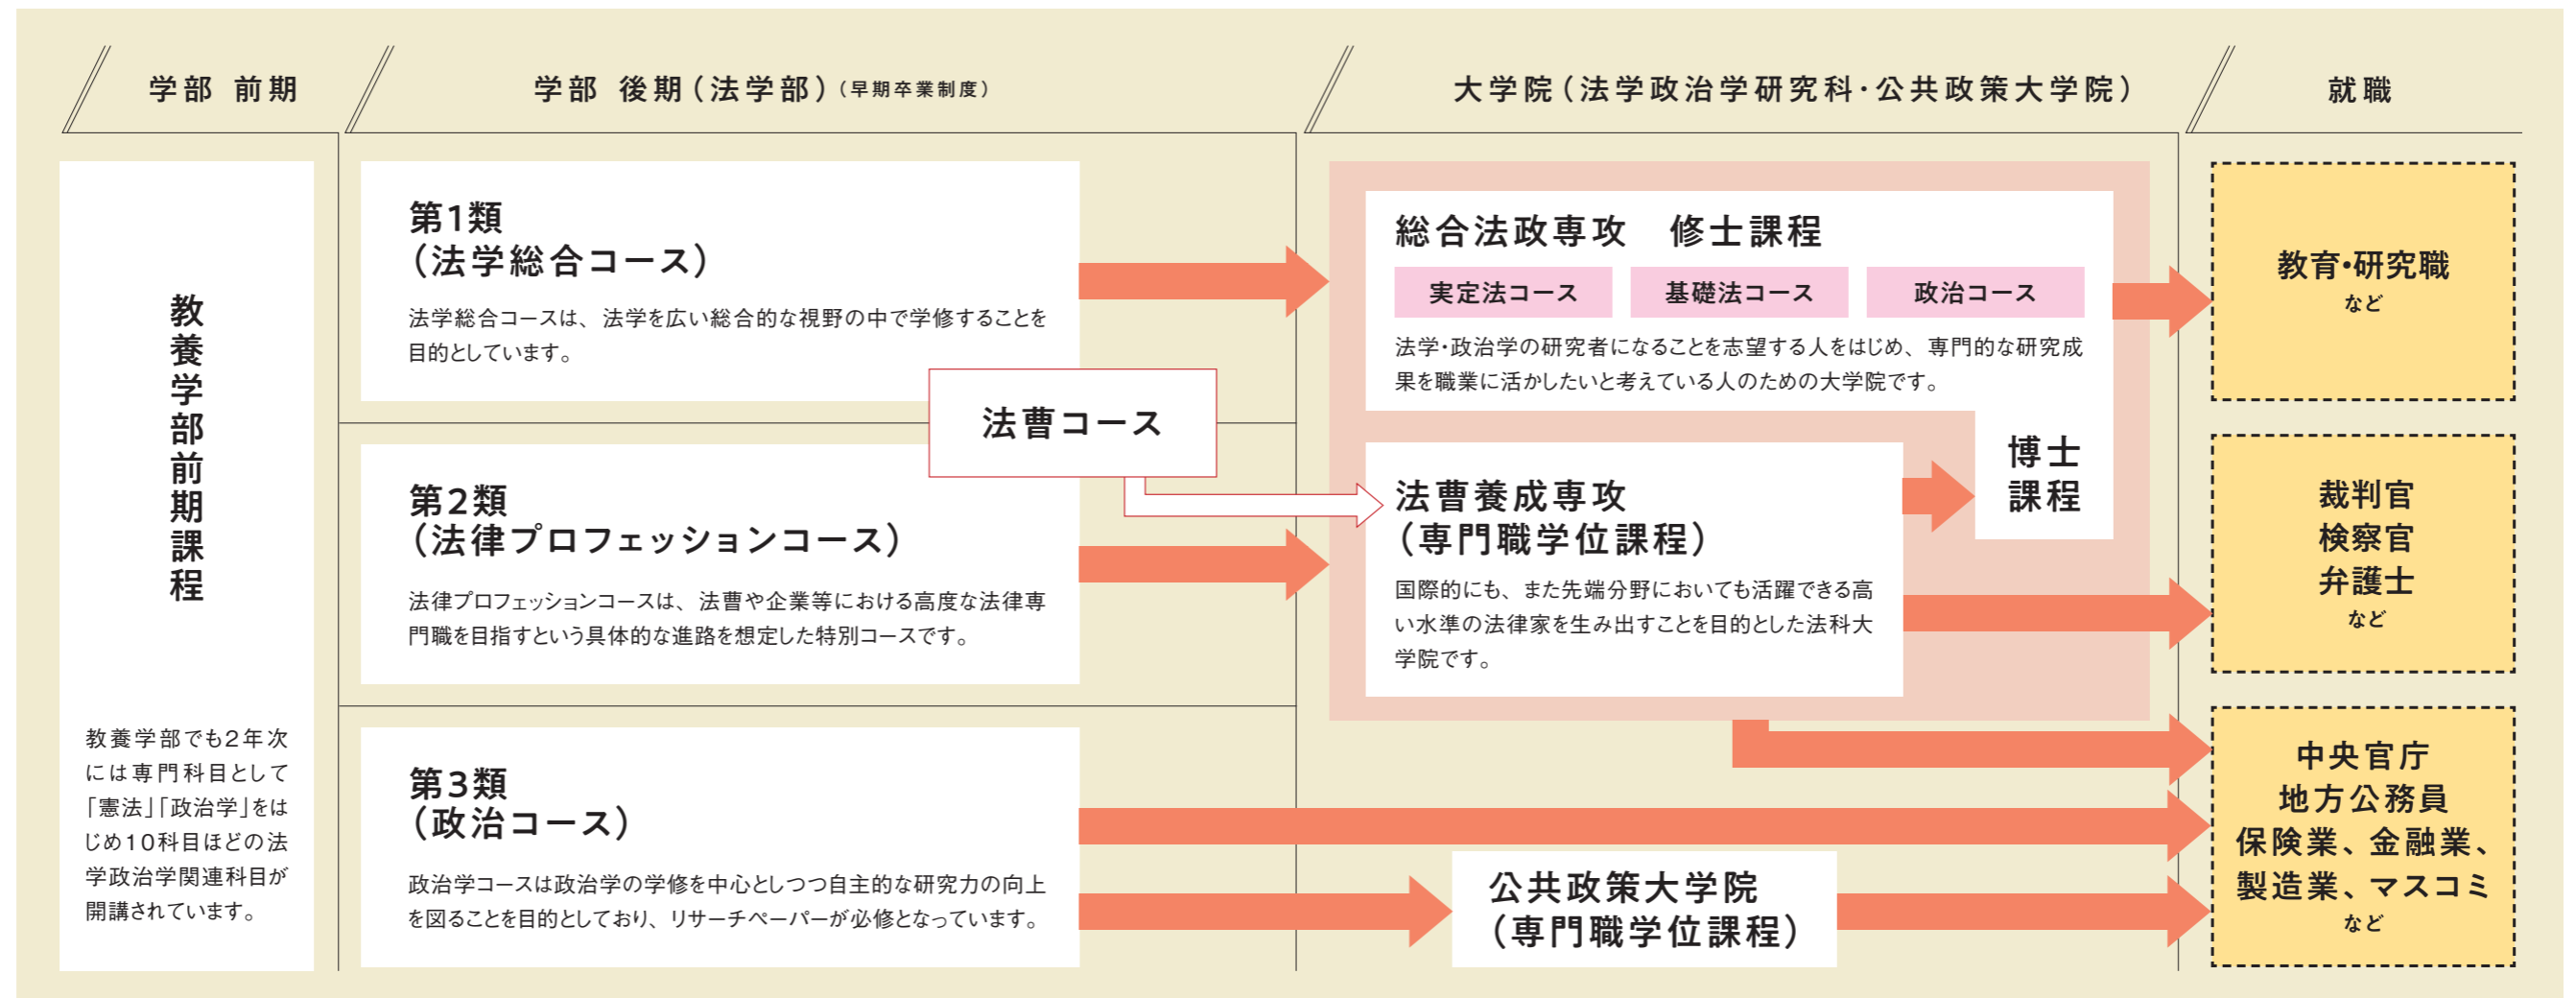 学部 前期
学部 後期（法学部）（早期卒業制度）
大学院（法学政治学研究科・公共政策大学院）
就職
教養学部前期課程
教養学部でも2年次
には専門科目として
「憲法」「政治学」をは
じめ10科目ほどの法
学政治学関連科目が
開講されています。
第1類
（法学総合コース）
法学総合コースは、法学を広い総合的な視野の中で学修することを
目的としています。
法曹コース
第2類
（法律プロフェッションコース）
法律プロフェッションコースは、法曹や企業等における高度な法律専
門職を目指すという具体的な進路を想定した特別コースです。
第3類
（政治コース）
政治学コースは政治学の学修を中心としつつ自主的な研究力の向上
を図ることを目的としており、リサーチペーパーが必修となっています。
総合法政専攻　修士課程
実定法コース
基礎法コース
政治コース
法学・政治学の研究者になることを志望する人をはじめ、専門的な研究成
果を職業に活かしたいと考えている人のための大学院です。
博士
課程
法曹養成専攻
（専門職学位課程）
国際的にも、また先端分野においても活躍できる高
い水準の法律家を生み出すことを目的とした法科大
学院です。
公共政策大学院
（専門職学位課程）
教育・研究職
など
裁判官
検察官
弁護士
など
中央官庁
地方公務員
保険業、金融業、
製造業、マスコミ
など